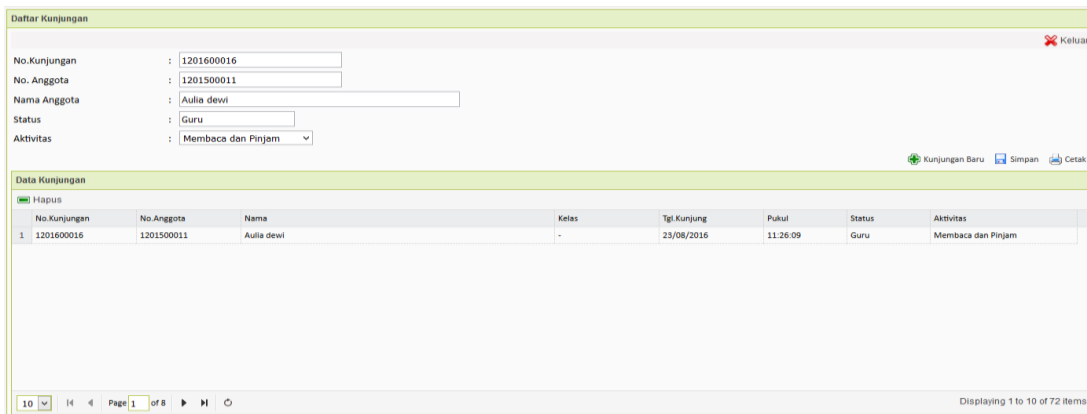 Daftar Kunjungan
Keluar
No.Kunjungan : 1201600016
No. Anggota : 1201500011
Nama Anggota : Aulia dewi
Status : Guru
Aktivitas : Membaca dan Pinjam
Kunjungan Baru Simpan Cetak
Data Kunjungan
Hapus
No.Kunjungan No.Anggota Nama Kelas Tgl.Kunjung Pukul Status Aktivitas
1 1201600016 1201500011 Aulia dewi - 23/08/2016 11:26:09 Guru Membaca dan Pinjam
10 Page 1 of 8 Displaying 1 to 10 of 72 items